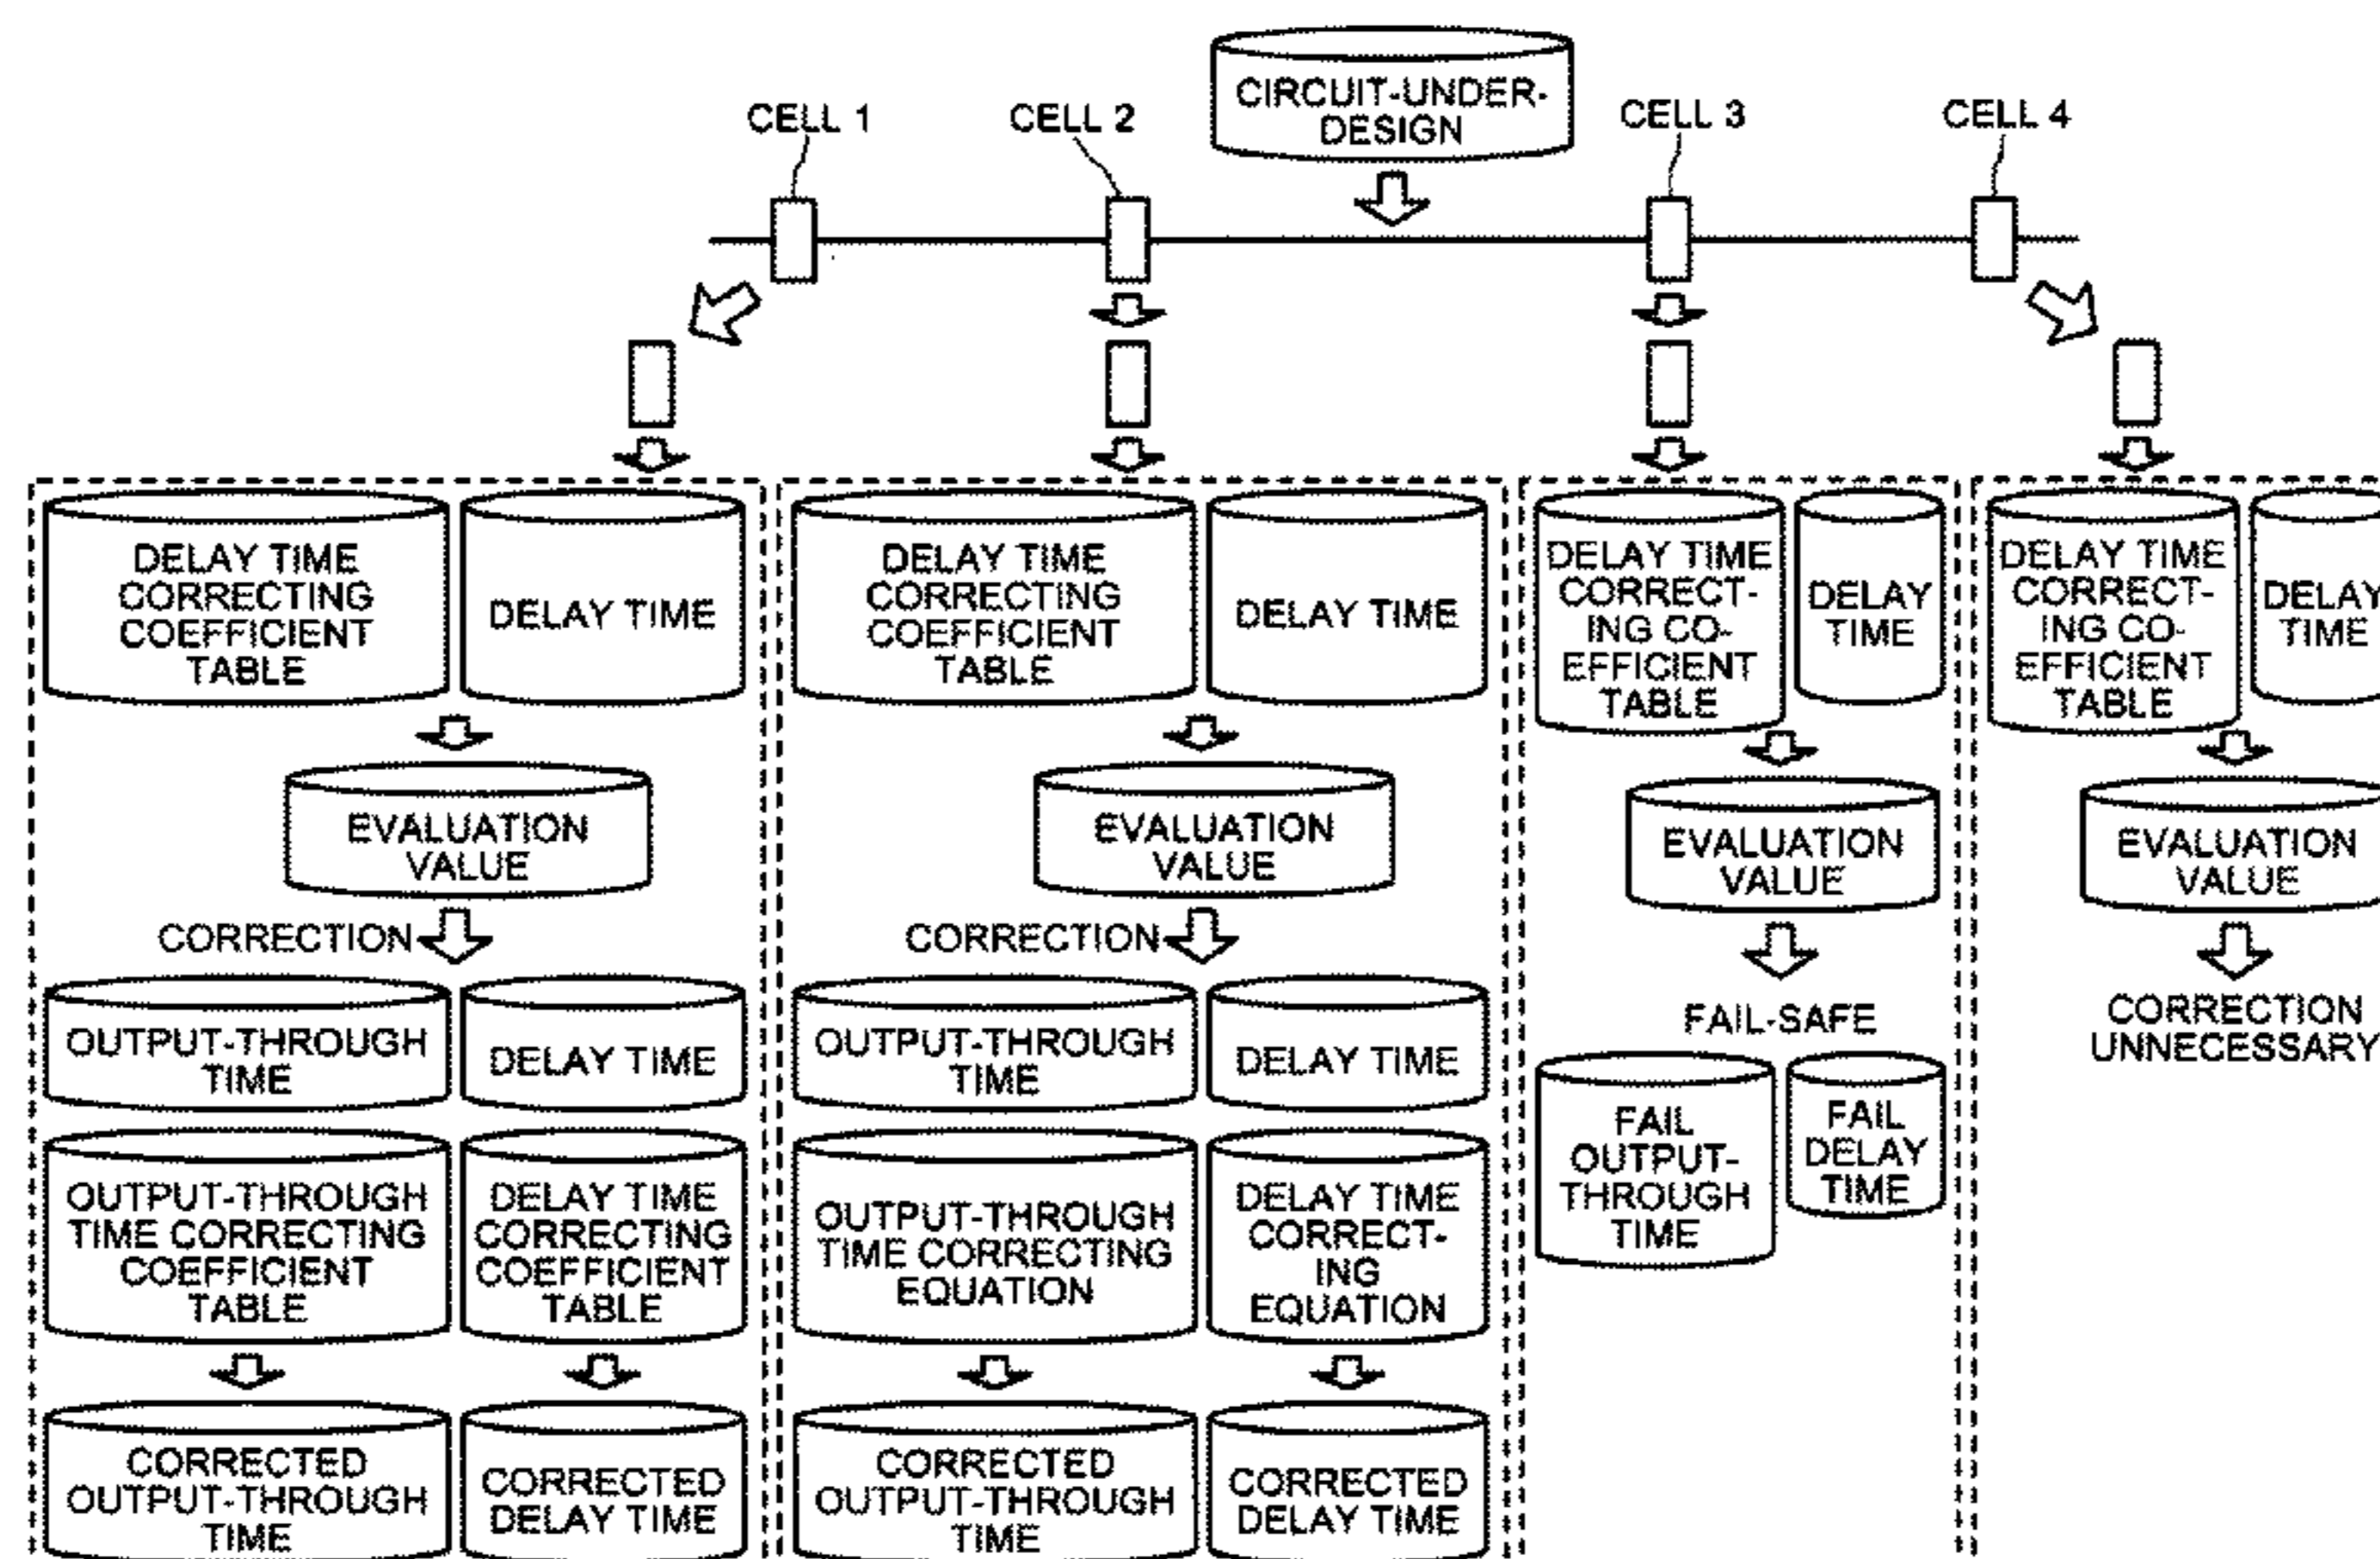 CIRCUIT-UNDER-
DESIGN
CELL 1
CELL 2
CELL 3
CELL 4
DELAY TIME
CORRECTING
COEFFICIENT
TABLE
DELAY TIME
EVALUATION
VALUE
CORRECTION
OUTPUT-THROUGH
TIME
DELAY TIME
OUTPUT-THROUGH
TIME CORRECTING
COEFFICIENT
TABLE
DELAY TIME
CORRECTING
COEFFICIENT
TABLE
CORRECTED
OUTPUT-THROUGH
TIME
CORRECTED
DELAY TIME
DELAY TIME
CORRECTING
COEFFICIENT
TABLE
DELAY TIME
EVALUATION
VALUE
CORRECTION
OUTPUT-THROUGH
TIME
DELAY TIME
OUTPUT-THROUGH
TIME CORRECTING
EQUATION
DELAY TIME
CORRECT-
ING
EQUATION
CORRECTED
OUTPUT-THROUGH
TIME
CORRECTED
DELAY TIME
DELAY TIME
CORRECT-
ING CO-
EFFICIENT
TABLE
DELAY
TIME
EVALUATION
VALUE
FAIL-SAFE
FAIL
OUTPUT-
THROUGH
TIME
FAIL
DELAY
TIME
DELAY TIME
CORRECT-
ING CO-
EFFICIENT
TABLE
DELAY
TIME
EVALUATION
VALUE
CORRECTION
UNNECESSARY